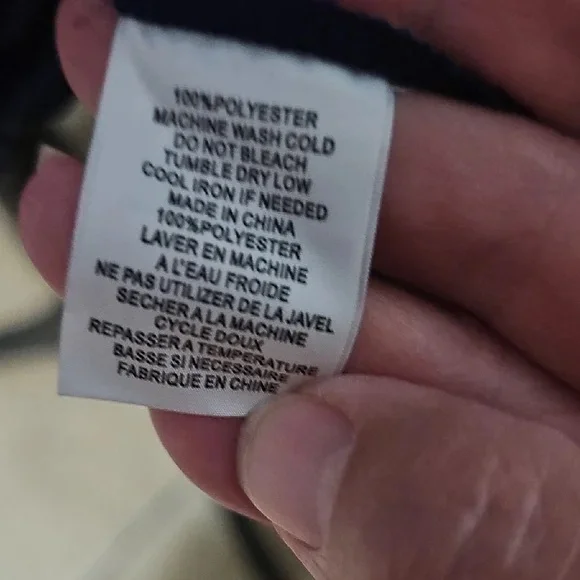 100%POLYESTER
MACHINE WASH COLD
DO NOT BLEACH
TUMBLE DRY LOW
COOL IRON IF NEEDED
MADE IN CHINA
100%POLYESTER
LAVER EN MACHINE
A L'EAU FROIDE
NE PAS UTILIZER DE LA JAVEL
SECHER A LA MACHINE
CYCLE DOUX
REPASSER A TEMPERATURE
BASSE SI NECESSAIRE
FABRIQUE EN CHINE